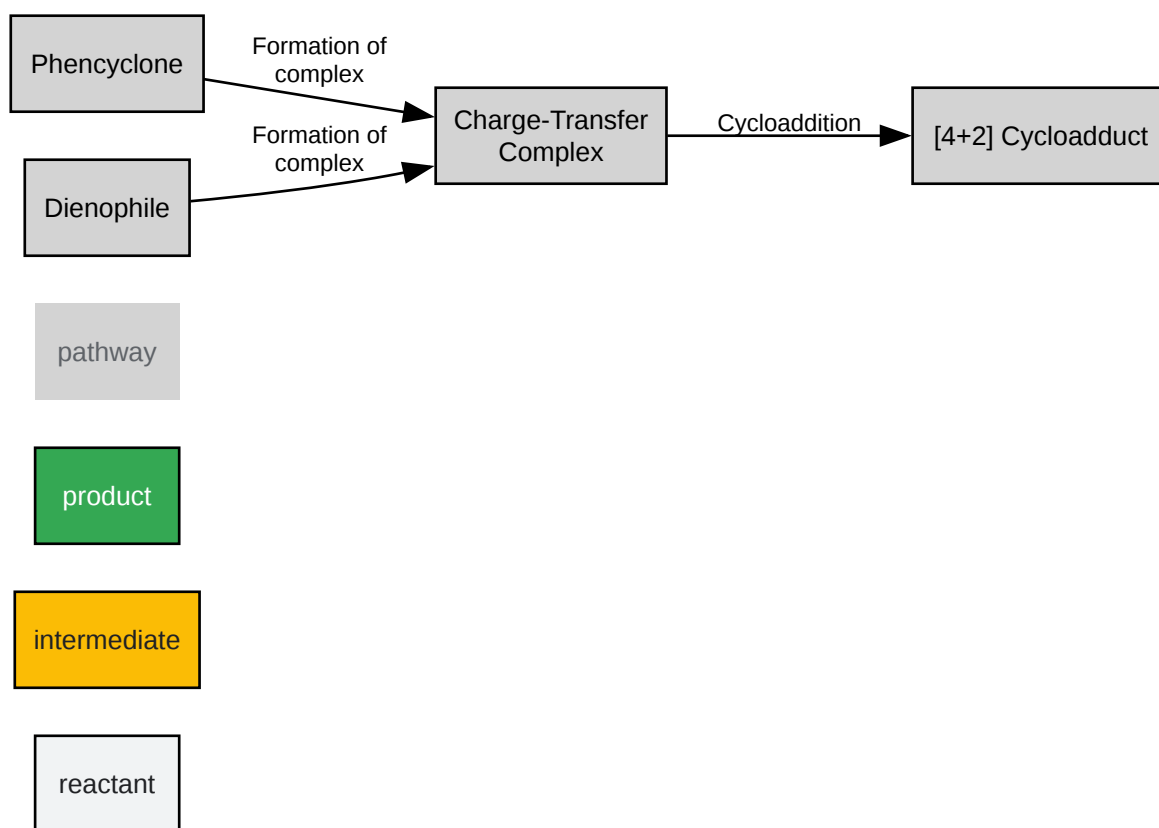 Phencyclone
Formation of
complex
Formation of
complex
Dienophile
Charge-Transfer
Complex
Cycloaddition
[4+2] Cycloadduct
pathway
product
intermediate
reactant